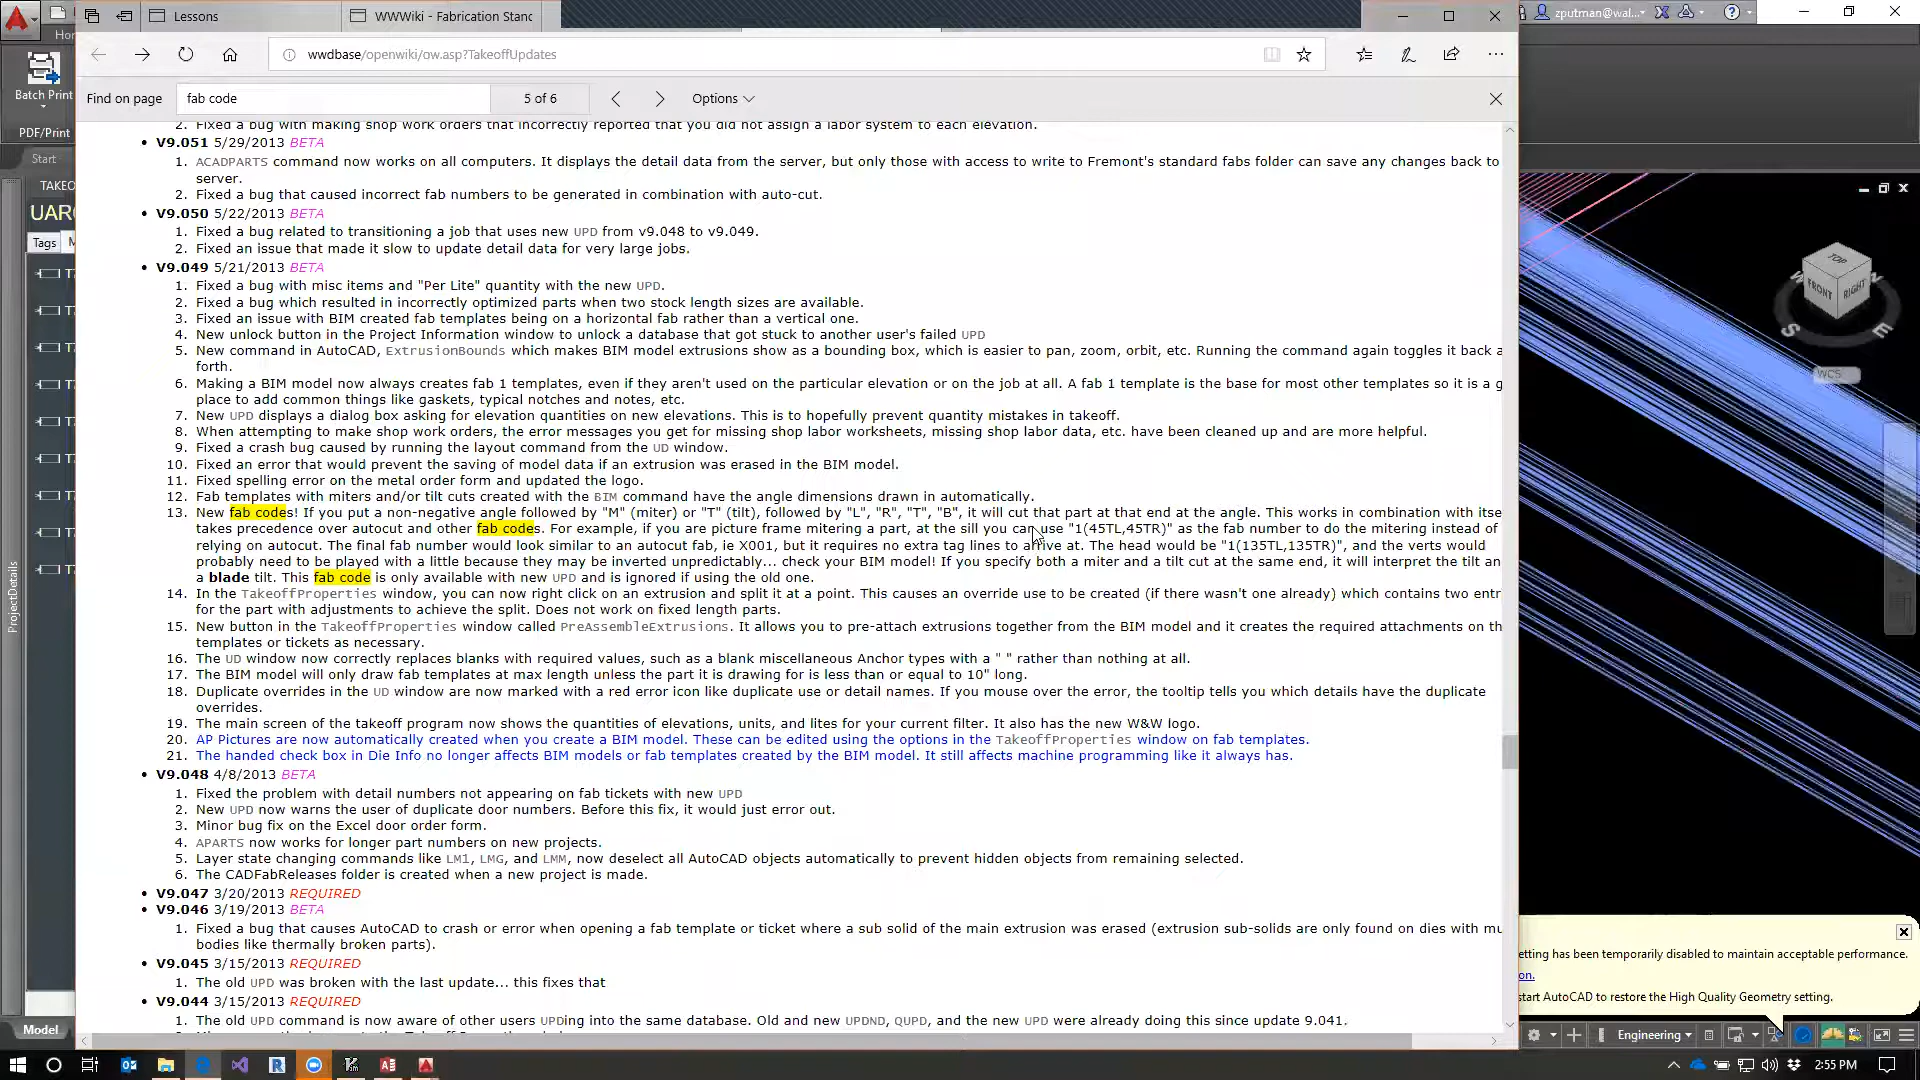 Lessons
WWWiki - Fabrication Stanc
zputman@wal...
wwdbase/openwiki/ow.asp?TakeoffUpdates
Batch Print
PDF/Print
Start
Find on page
fab code
5 of 6
Options
2. Fixed a bug with making shop work orders that incorrectly reported that you did not assign a labor system to each elevation.
• V9.051 5/29/2013 BETA
1. ACADPARTS command now works on all computers. It displays the detail data from the server, but only those with access to write to Fremont's standard fabs folder can save any changes back to
server.
2. Fixed a bug that caused incorrect fab numbers to be generated in combination with auto-cut.
• V9.050 5/22/2013 BETA
1. Fixed a bug related to transitioning a job that uses new UPD from v9.048 to v9.049.
2. Fixed an issue that made it slow to update detail data for very large jobs.
• V9.049 5/21/2013 BETA
1. Fixed a bug with misc items and "Per Lite" quantity with the new UPD.
2. Fixed a bug which resulted in incorrectly optimized parts when two stock length sizes are available.
3. Fixed an issue with BIM created fab templates being on a horizontal fab rather than a vertical one.
4. New unlock button in the Project Information window to unlock a database that got stuck to another user's failed UPD
5. New command in AutoCAD, ExtrusionBounds which makes BIM model extrusions show as a bounding box, which is easier to pan, zoom, orbit, etc. Running the command again toggles it back a
forth.
6. Making a BIM model now always creates fab 1 templates, even if they aren't used on the particular elevation or on the job at all. A fab 1 template is the base for most other templates so it is a g
place to add common things like gaskets, typical notches and notes, etc.
7. New UPD displays a dialog box asking for elevation quantities on new elevations. This is to hopefully prevent quantity mistakes in takeoff.
8. When attempting to make shop work orders, the error messages you get for missing shop labor worksheets, missing shop labor data, etc. have been cleaned up and are more helpful.
9. Fixed a crash bug caused by running the layout command from the UD window.
10. Fixed an error that would prevent the saving of model data if an extrusion was erased in the BIM model.
11. Fixed spelling error on the metal order form and updated the logo.
12. Fab templates with miters and/or tilt cuts created with the BIM command have the angle dimensions drawn in automatically.
13. New fab codes! If you put a non-negative angle followed by "M" (miter) or "T" (tilt), followed by "L", "R", "T", "B", it will cut that part at that end at the angle. This works in combination with itse
takes precedence over autocut and other fab codes. For example, if you are picture frame mitering a part, at the sill you can use "1(45TL,45TR)" as the fab number to do the mitering instead of
relying on autocut. The final fab number would look similar to an autocut fab, ie X001, but it requires no extra tag lines to arrive at. The head would be "1(135TL,135TR)", and the verts would
probably need to be played with a little because they may be inverted unpredictably... check your BIM model! If you specify both a miter and a tilt cut at the same end, it will interpret the tilt an
a blade tilt. This fab code is only available with new UPD and is ignored if using the old one.
14. In the TakeoffProperties window, you can now right click on an extrusion and split it at a point. This causes an override use to be created (if there wasn't one already) which contains two entr
for the part with adjustments to achieve the split. Does not work on fixed length parts.
15. New button in the TakeoffProperties window called PreAssembleExtrusions. It allows you to pre-attach extrusions together from the BIM model and it creates the required attachments on th
templates or tickets as necessary.
16. The UD window now correctly replaces blanks with required values, such as a blank miscellaneous Anchor types with a " " rather than nothing at all.
17. The BIM model will only draw fab templates at max length unless the part it is drawing for is less than or equal to 10" long.
18. Duplicate overrides in the UD window are now marked with a red error icon like duplicate use or detail names. If you mouse over the error, the tooltip tells you which details have the duplicate
overrides.
19. The main screen of the takeoff program now shows the quantities of elevations, units, and lites for your current filter. It also has the new W&W logo.
20. AP Pictures are now automatically created when you create a BIM model. These can be edited using the options in the TakeoffProperties window on fab templates.
21. The handed check box in Die Info no longer affects BIM models or fab templates created by the BIM model. It still affects machine programming like it always has.
• V9.048 4/8/2013 BETA
1. Fixed the problem with detail numbers not appearing on fab tickets with new UPD
2. New UPD now warns the user of duplicate door numbers. Before this fix, it would just error out.
3. Minor bug fix on the Excel door order form.
4. APARTS now works for longer part numbers on new projects.
5. Layer state changing commands like LM1, LMG, and LMM, now deselect all AutoCAD objects automatically to prevent hidden objects from remaining selected.
6. The CADFabReleases folder is created when a new project is made.
• V9.047 3/20/2013 REQUIRED
• V9.046 3/19/2013 BETA
1. Fixed a bug that causes AutoCAD to crash or error when opening a fab template or ticket where a sub solid of the main extrusion was erased (extrusion sub-solids are only found on dies with mu
bodies like thermally broken parts).
• V9.045 3/15/2013 REQUIRED
1. The old UPD was broken with the last update... this fixes that
• V9.044 3/15/2013 REQUIRED
1. The old UPD command is now aware of other users UPDing into the same database. Old and new UPDND, QUPD, and the new UPD were already doing this since update 9.041.
TAKEO
UAR
Tags
ProjectDetails
Model
TOP
FRONT
RIGHT
W
N
S
E
WCS
etting has been temporarily disabled to maintain acceptable performance.
on.
start AutoCAD to restore the High Quality Geometry setting.
Engineering
2:55 PM